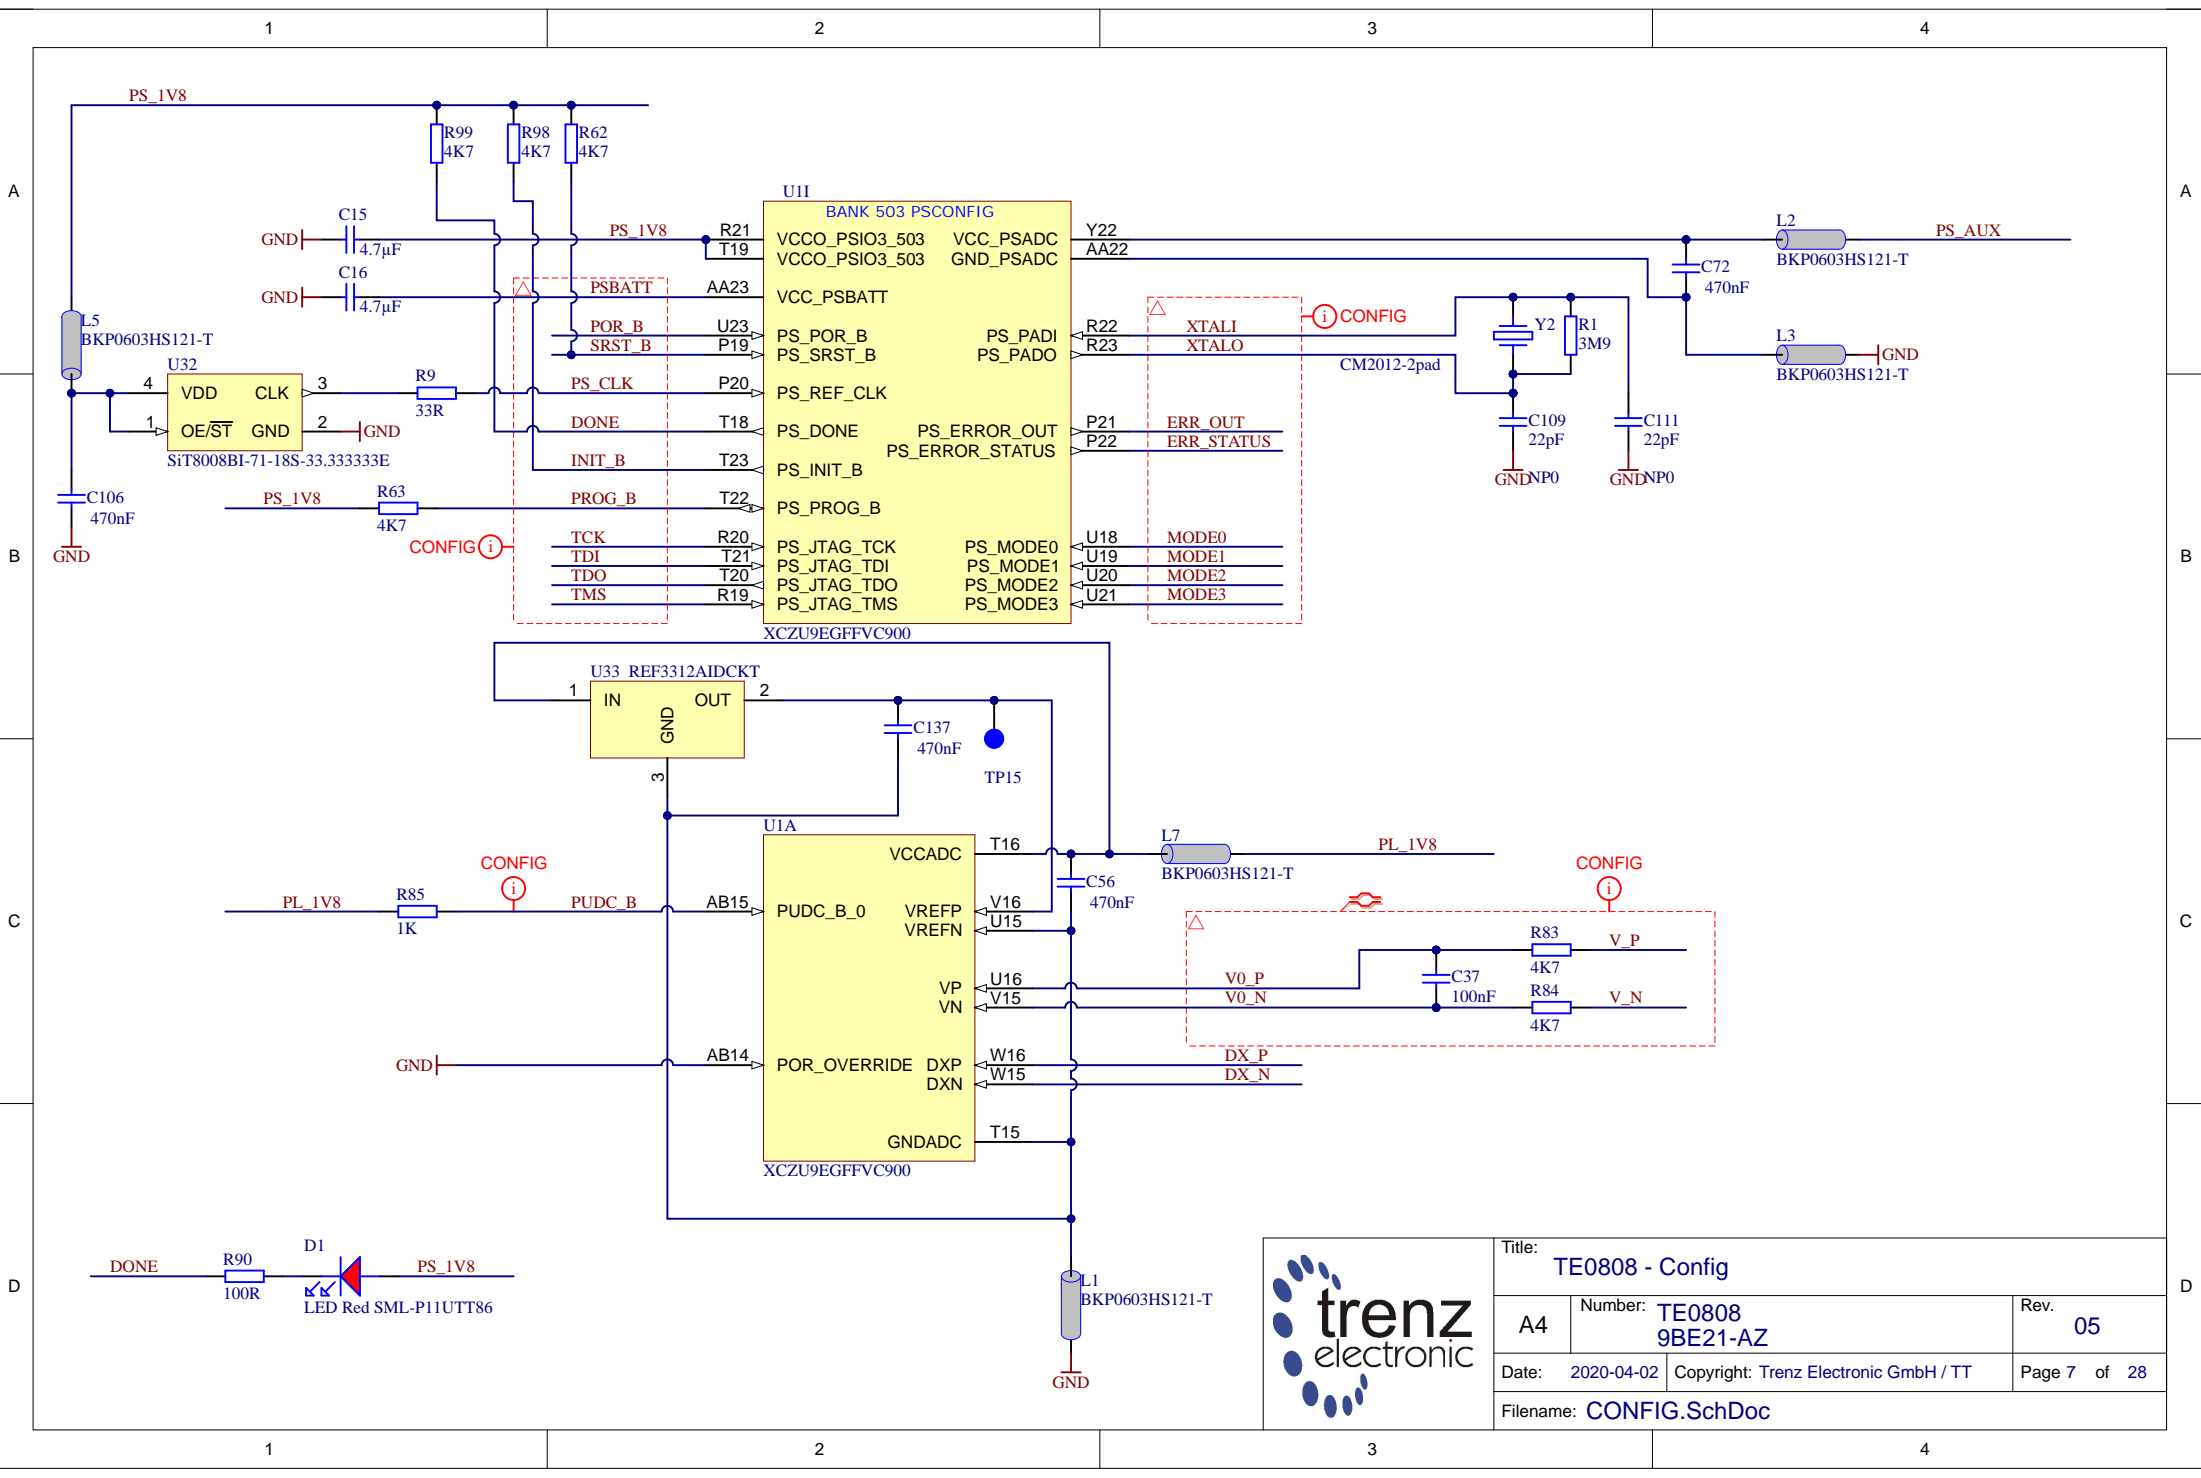 1 2 3 4
A A
B B
C C
D D
PS_1V8
R99
4K7
R98
4K7
R62
4K7
U1I
BANK 503 PSCONFIG
C15
GND
4.7µF
PS_1V8
R21 VCCO_PSIO3_503
T19 VCCO_PSIO3_503
C16
GND
4.7µF
PSBATT
AA23 VCC_PSBATT
POR_B U23 PS_POR_B
SRST_B P19 PS_SRST_B
PS_CLK P20 PS_REF_CLK
DONE T18 PS_DONE
INIT_B T23 PS_INIT_B
PROG_B T22 PS_PROG_B
TCK R20 PS_JTAG_TCK
TDI T21 PS_JTAG_TDI
TDO T20 PS_JTAG_TDO
TMS R19 PS_JTAG_TMS
CONFIG i
VCC_PSADC Y22
GND_PSADC AA22
PS_PADI R22 XTALI
PS_PADO R23 XTALO
PS_ERROR_OUT P21 ERR_OUT
PS_ERROR_STATUS P22 ERR_STATUS
PS_MODE0 U18 MODE0
PS_MODE1 U19 MODE1
PS_MODE2 U20 MODE2
PS_MODE3 U21 MODE3
XCZU9EGFFVC900
i CONFIG
L2
BKP0603HS121-T
PS_AUX
C72
470nF
L3
BKP0603HS121-T
GND
Y2
R1
3M9
CM2012-2pad
C109
22pF
GND NP0
C111
22pF
GND NP0
L5
BKP0603HS121-T
U32
4 VDD CLK 3
1 OE/ST GND 2 GND
SiT8008BI-71-18S-33.333333E
R9
33R
C106
470nF
GND
PS_1V8
R63
4K7
U33 REF3312AIDCKT
1 IN OUT 2
GND
3
C137
470nF
TP15
U1A
VCCADC T16
VREFP V16
VREFN U15
VP U16
VN V15
DXP W16
DXN W15
GNDADC T15
AB15 PUDC_B_0
AB14 POR_OVERRIDE
XCZU9EGFFVC900
CONFIG
i
PL_1V8
R85
1K
PUDC_B
GND
L7
BKP0603HS121-T
PL_1V8
C56
470nF
CONFIG
i
V0_P
V0_N
C37
100nF
R83
4K7
V_P
R84
4K7
V_N
DX_P
DX_N
L1
BKP0603HS121-T
GND
DONE
R90
100R
D1
PS_1V8
LED Red SML-P11UTT86
trenz
electronic
Title:
TE0808 - Config
A4
Number: TE0808
9BE21-AZ
Rev.
05
Date: 2020-04-02 Copyright: Trenz Electronic GmbH / TT Page 7 of 28
Filename: CONFIG.SchDoc
1 2 3 4